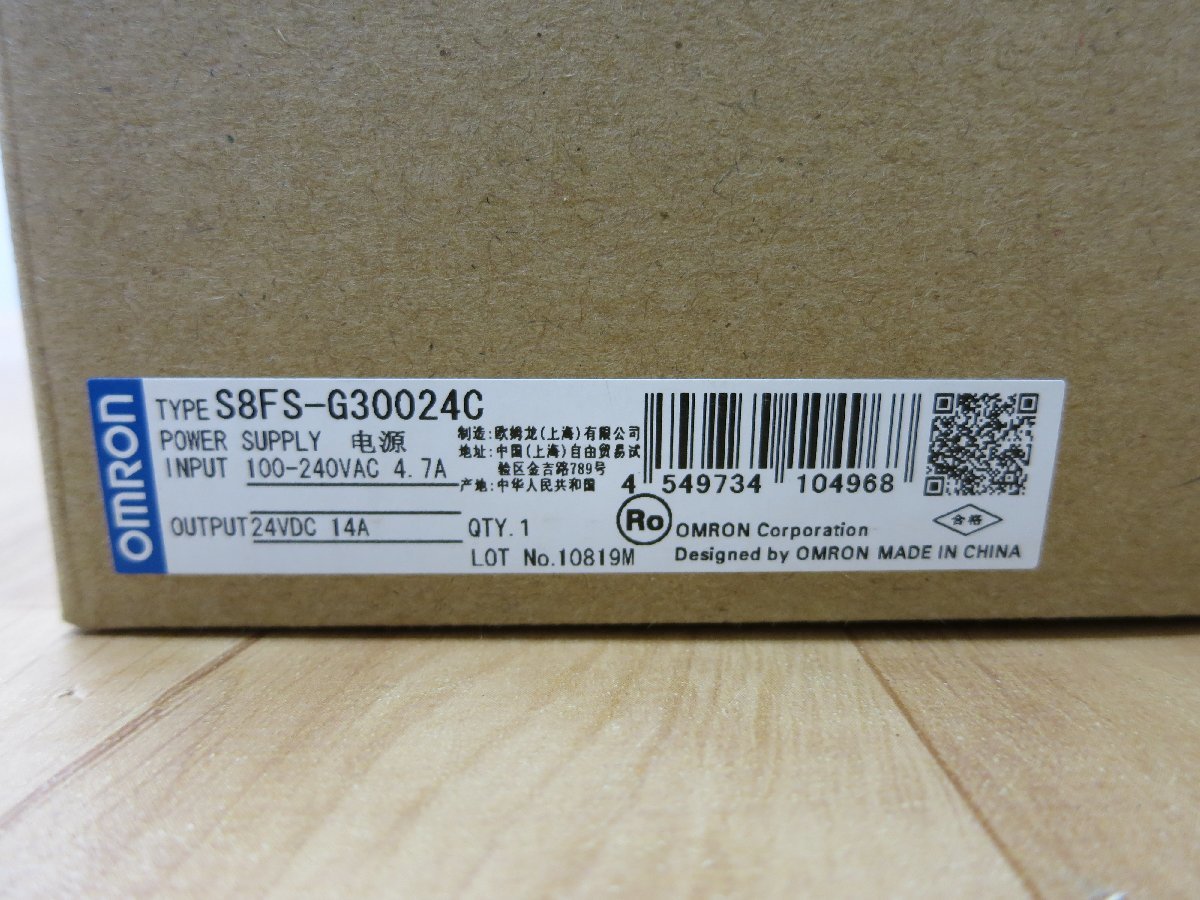 OMRON
TYPE S8FS-G30024C
POWER SUPPLY 电源
INPUT 100-240VAC 4.7A
OUTPUT 24VDC 14A
制造:欧姆龙(上海)有限公司
地址:中国(上海)自由贸易试
验区金吉路789号
产地:中华人民共和国
QTY.1
LOT No.10819M
4 549734 104968
Ro
OMRON Corporation
Designed by OMRON MADE IN CHINA
合格